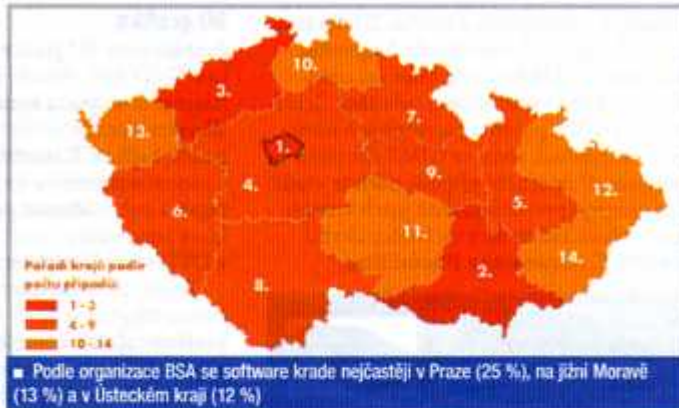 10.
3.
13.
7.
1.
9.
4.
12.
6.
5.
11.
14.
2.
8.
Pořadí krajů podle
počtu případů:
1 - 3
4 - 9
10 - 14
■ Podle organizace BSA se software krade nejčastěji v Praze (25 %), na jižní Moravě
(13 %) a v Ústeckém kraji (12 %)